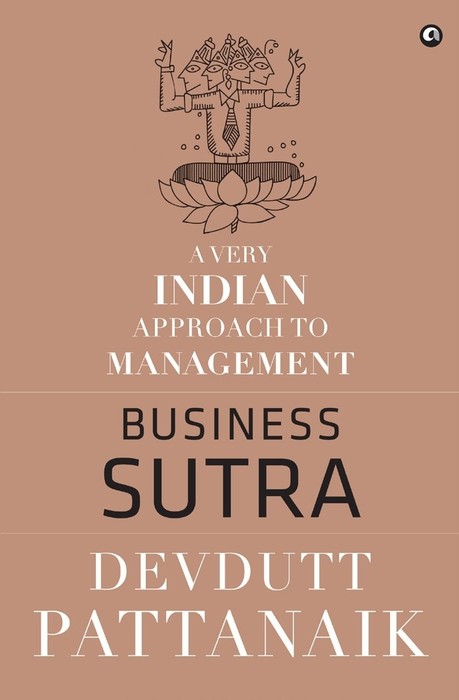 A VERY
INDIAN
APPROACH TO
MANAGEMENT
BUSINESS
SUTRA
DEVDUTT
PATTANAIK